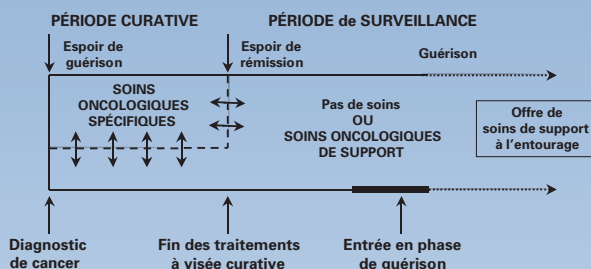 PÉRIODE CURATIVE
PÉRIODE de SURVEILLANCE
Espoir de
guérison
Espoir de
rémission
Guérison
SOINS
ONCOLOGIQUES
SPÉCIFIQUES
Pas de soins
OU
SOINS ONCOLOGIQUES
DE SUPPORT
Offre de
soins de support
à l'entourage
Diagnostic
de cancer
Fin des traitements
à visée curative
Entrée en phase
de guérison